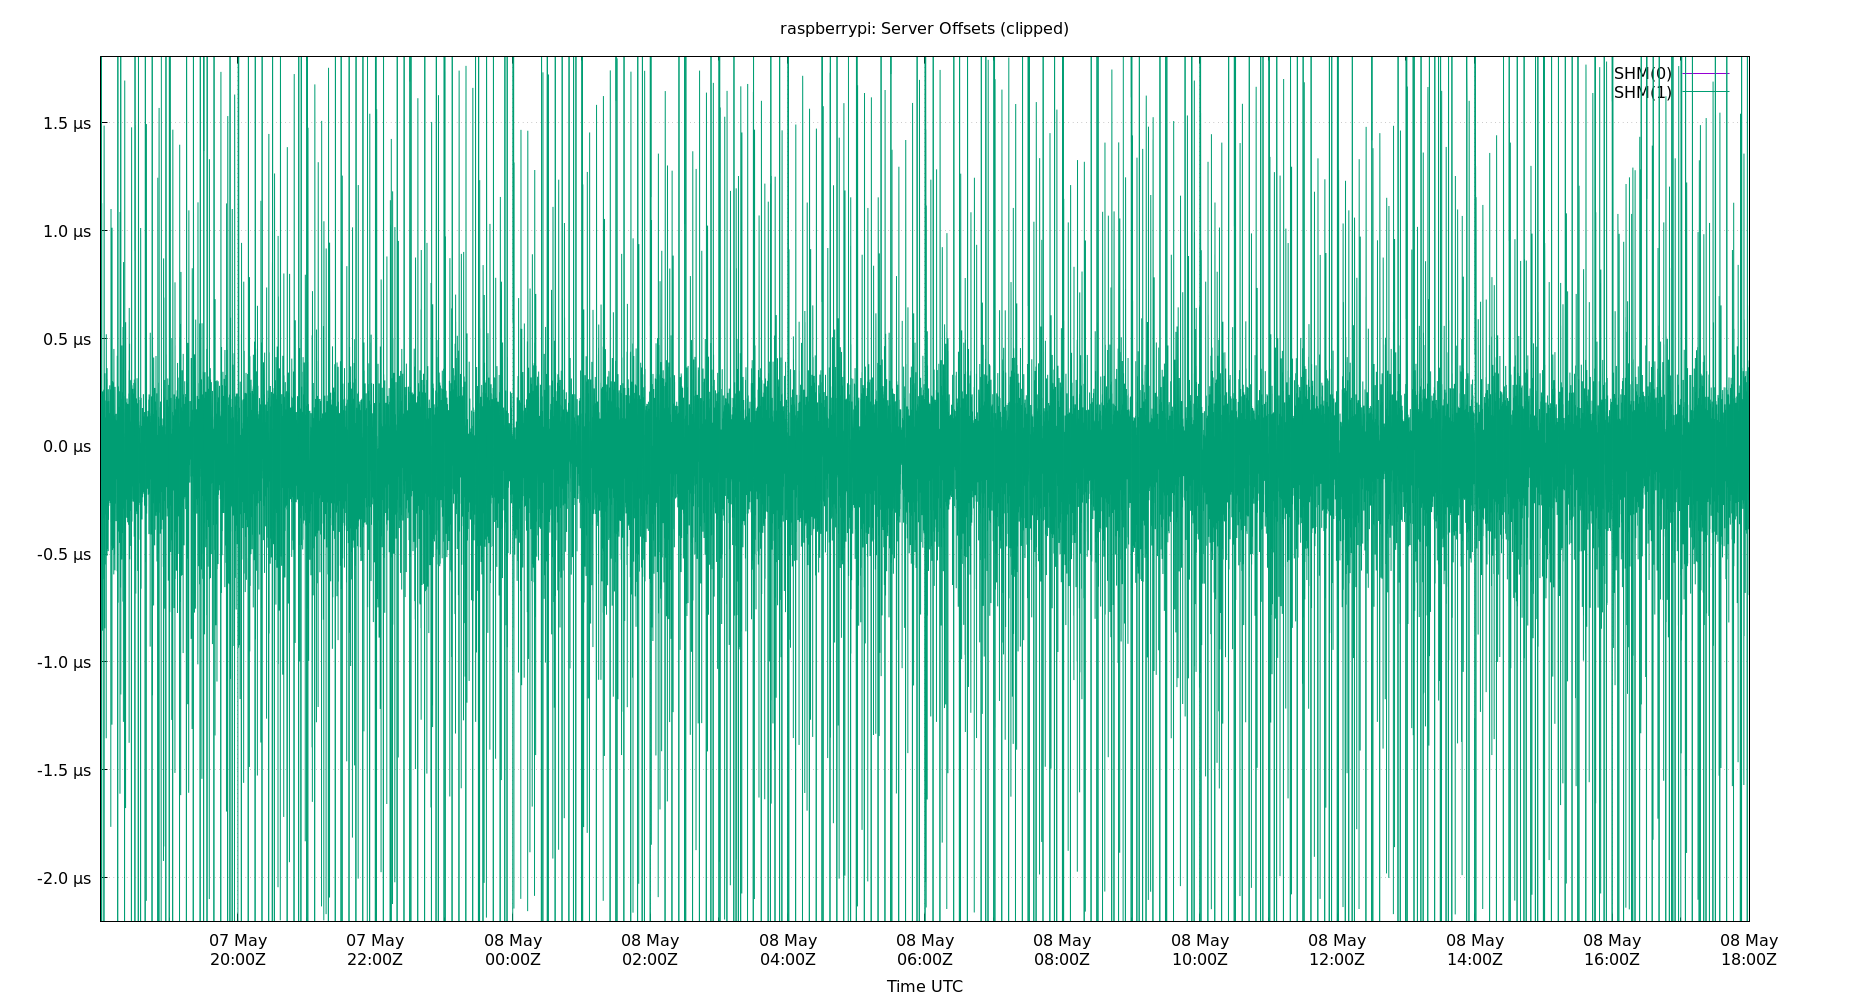 raspberrypi: Server Offsets (clipped)
SHM(0)
SHM(1)
1.5 µs
1.0 µs
0.5 µs
0.0 µs
-0.5 µs
-1.0 µs
-1.5 µs
-2.0 µs
07 May 07 May 08 May 08 May 08 May 08 May 08 May 08 May 08 May 08 May 08 May 08 May
20:00Z 22:00Z 00:00Z 02:00Z 04:00Z 06:00Z 08:00Z 10:00Z 12:00Z 14:00Z 16:00Z 18:00Z
Time UTC